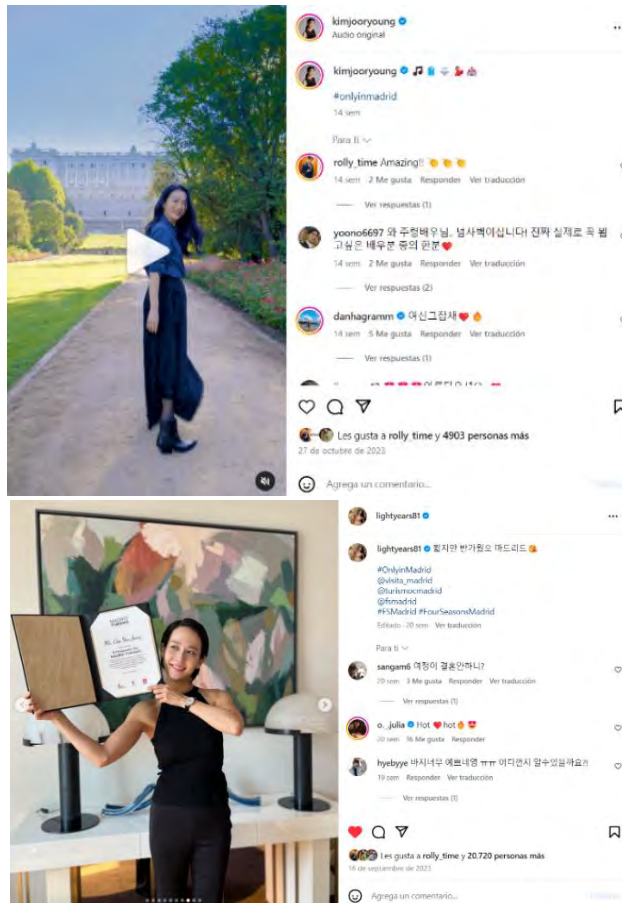 kimjooryoung
Audio original
kimjooryoung
#onlyinmadrid
14 sem
Para ti
rolly_time Amazing!!
14 sem 2 Me gusta Responder Ver traducción
Ver respuestas (1)
yoono6697 와 주령배우님.. 넘사벽이십니다! 진짜 실제로 꼭 뵙
고싶은 배우분 중의 한분
14 sem 2 Me gusta Responder Ver traducción
Ver respuestas (2)
danhagramm 여신그잡채
14 sem 5 Me gusta Responder Ver traducción
Ver respuestas (1)
Les gusta a rolly_time y 4903 personas más
27 de octubre de 2023
Agrega un comentario...
lightyears81
lightyears81 짧지만 반가웠으 마드리드
#OnlyinMadrid
@visita_madrid
@turismocmadrid
@fsmadrid
#FSMadrid #FourSeasonsMadrid
Editado · 20 sem Ver traducción
Para ti
sangam6 여정이 결혼안하니?
20 sem 3 Me gusta Responder Ver traducción
Ver respuestas (1)
o._.julia Hot hot
20 sem 16 Me gusta Responder
hyebyye 바지너무 예쁘네영 ㅠㅠ 어디껀지 알수있을까요?!
19 sem Responder Ver traducción
Ver respuestas (1)
Les gusta a rolly_time y 20.720 personas más
16 de septiembre de 2023
Agrega un comentario...